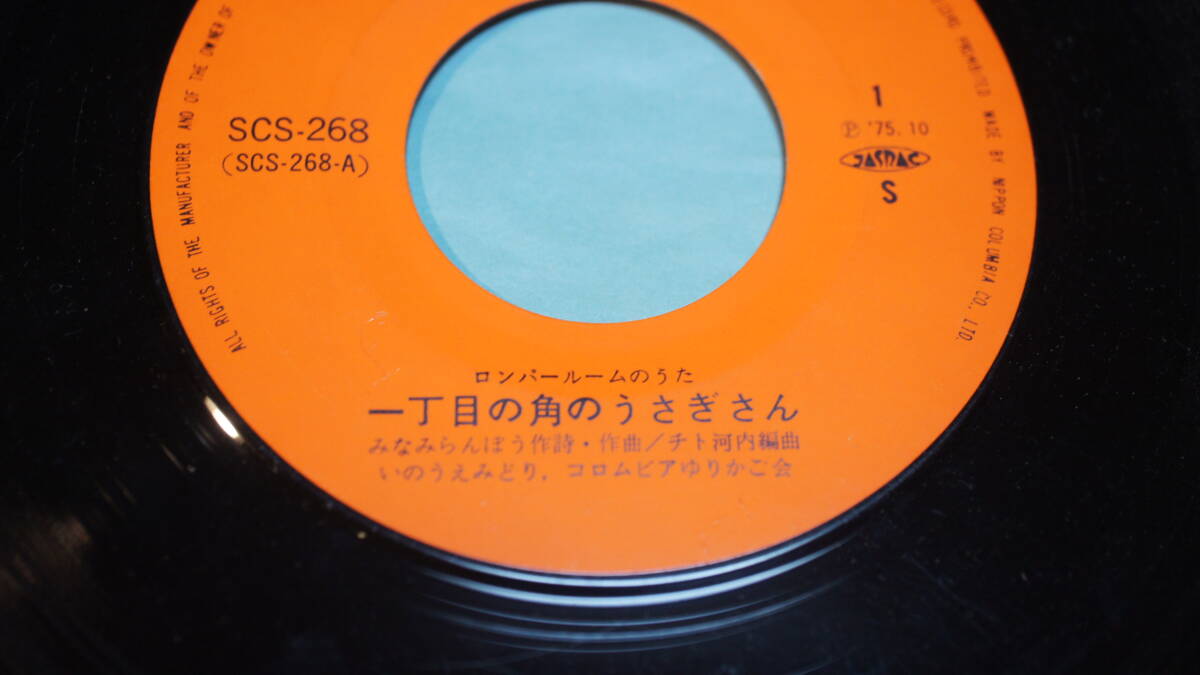 SCS-268
(SCS-268-A)
1
Ⓟ '75.10
JASRAC
S
ロンパールームのうた
一丁目の角のうさぎさん
みなみらんぼう作詩・作曲/チト河内編曲
いのうえみどり,コロムビアゆりかご会
ALL RIGHTS OF THE MANUFACTURER AND OF THE OWNER OF
PROHIBITED MADE BY NIPPON COLUMBIA CO., LTD.